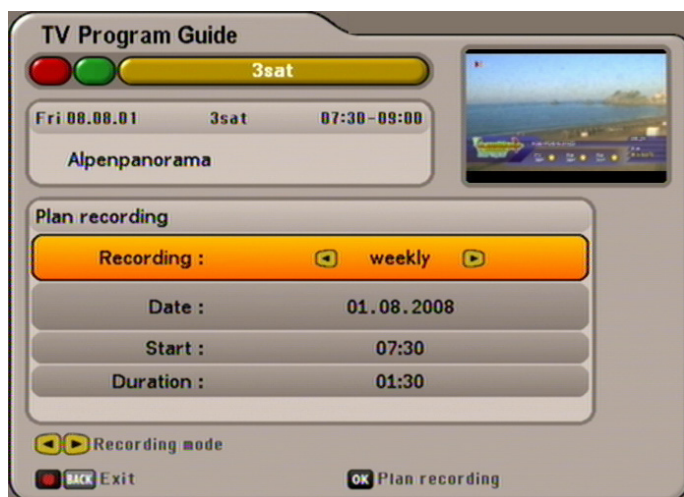 TV Program Guide
3sat
Fri 08.08.01 3sat 07:30-09:00
Alpenpanorama
Plan recording
Recording : weekly
Date : 01.08.2008
Start : 07:30
Duration : 01:30
Recording mode
BACK Exit OK Plan recording